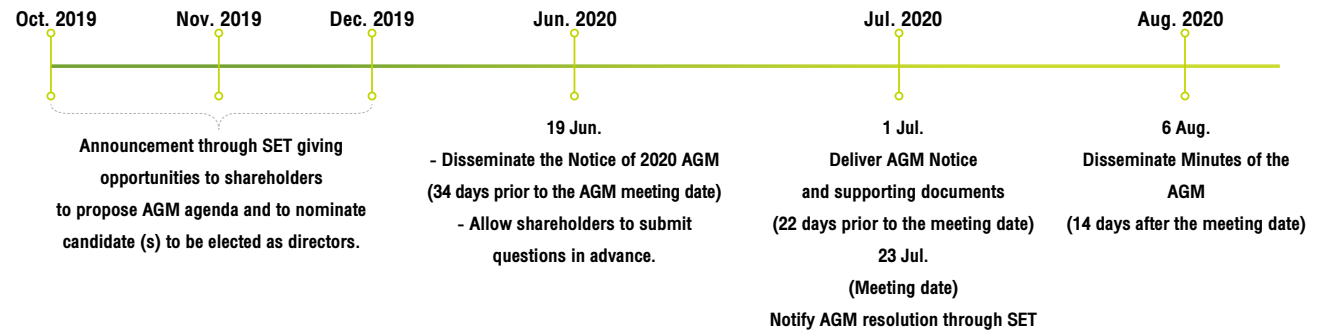 Oct. 2019
Nov. 2019
Dec. 2019
Jun. 2020
Jul. 2020
Aug. 2020
Announcement through SET giving
opportunities to shareholders
to propose AGM agenda and to nominate
candidate (s) to be elected as directors.
19 Jun.
- Disseminate the Notice of 2020 AGM
(34 days prior to the AGM meeting date)
- Allow shareholders to submit
questions in advance.
1 Jul.
Deliver AGM Notice
and supporting documents
(22 days prior to the meeting date)
23 Jul.
(Meeting date)
Notify AGM resolution through SET
6 Aug.
Disseminate Minutes of the
AGM
(14 days after the meeting date)